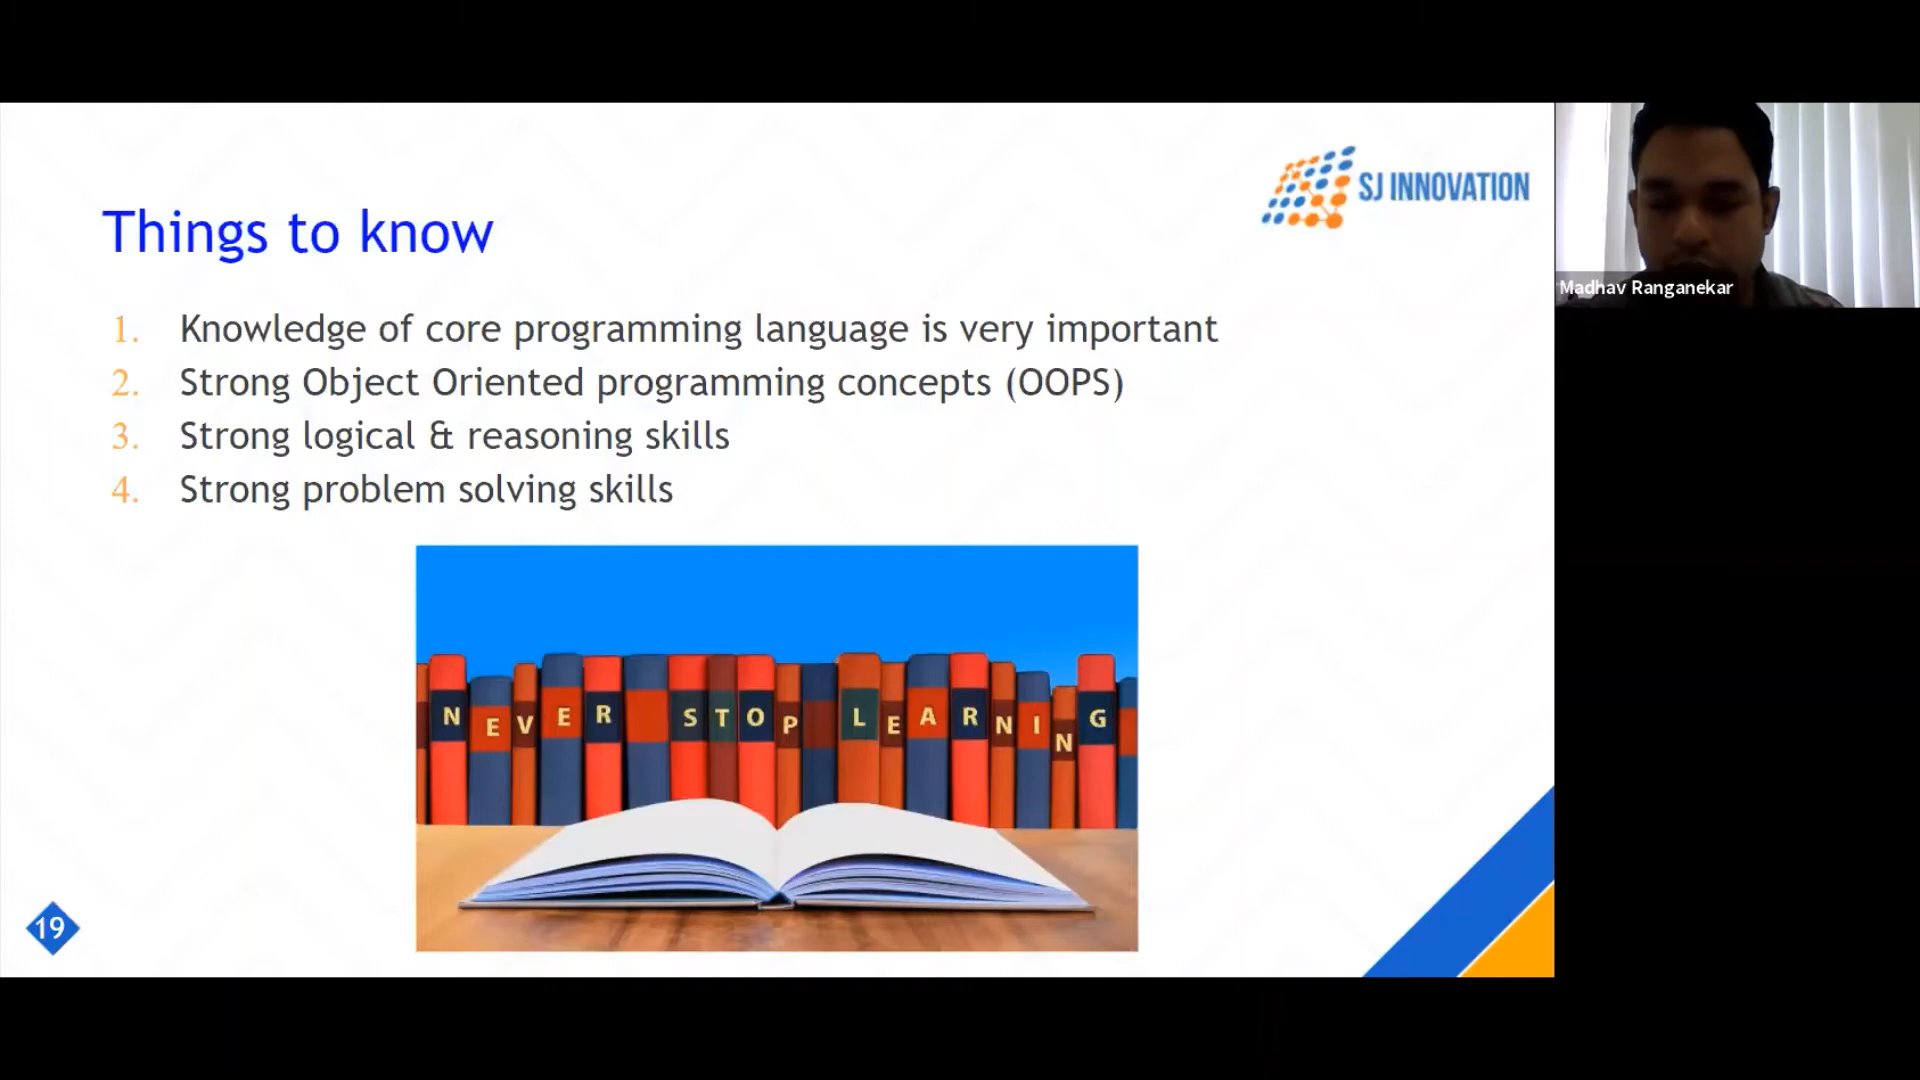 SJ INNOVATION
Things to know
1. Knowledge of core programming language is very important
2. Strong Object Oriented programming concepts (OOPS)
3. Strong logical & reasoning skills
4. Strong problem solving skills
NEVER STOP LEARNING
19
Madhav Ranganekar